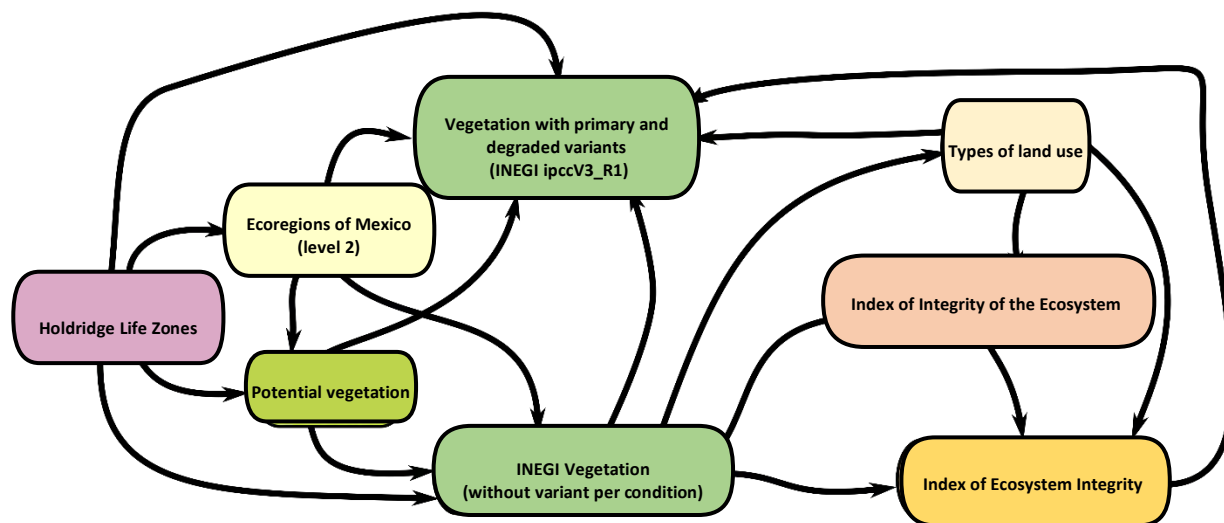 Vegetation with primary and
degraded variants
(INEGI ipccV3_R1)
Types of land use
Ecoregions of Mexico
(level 2)
Index of Integrity of the Ecosystem
Holdridge Life Zones
Potential vegetation
INEGI Vegetation
(without variant per condition)
Index of Ecosystem Integrity